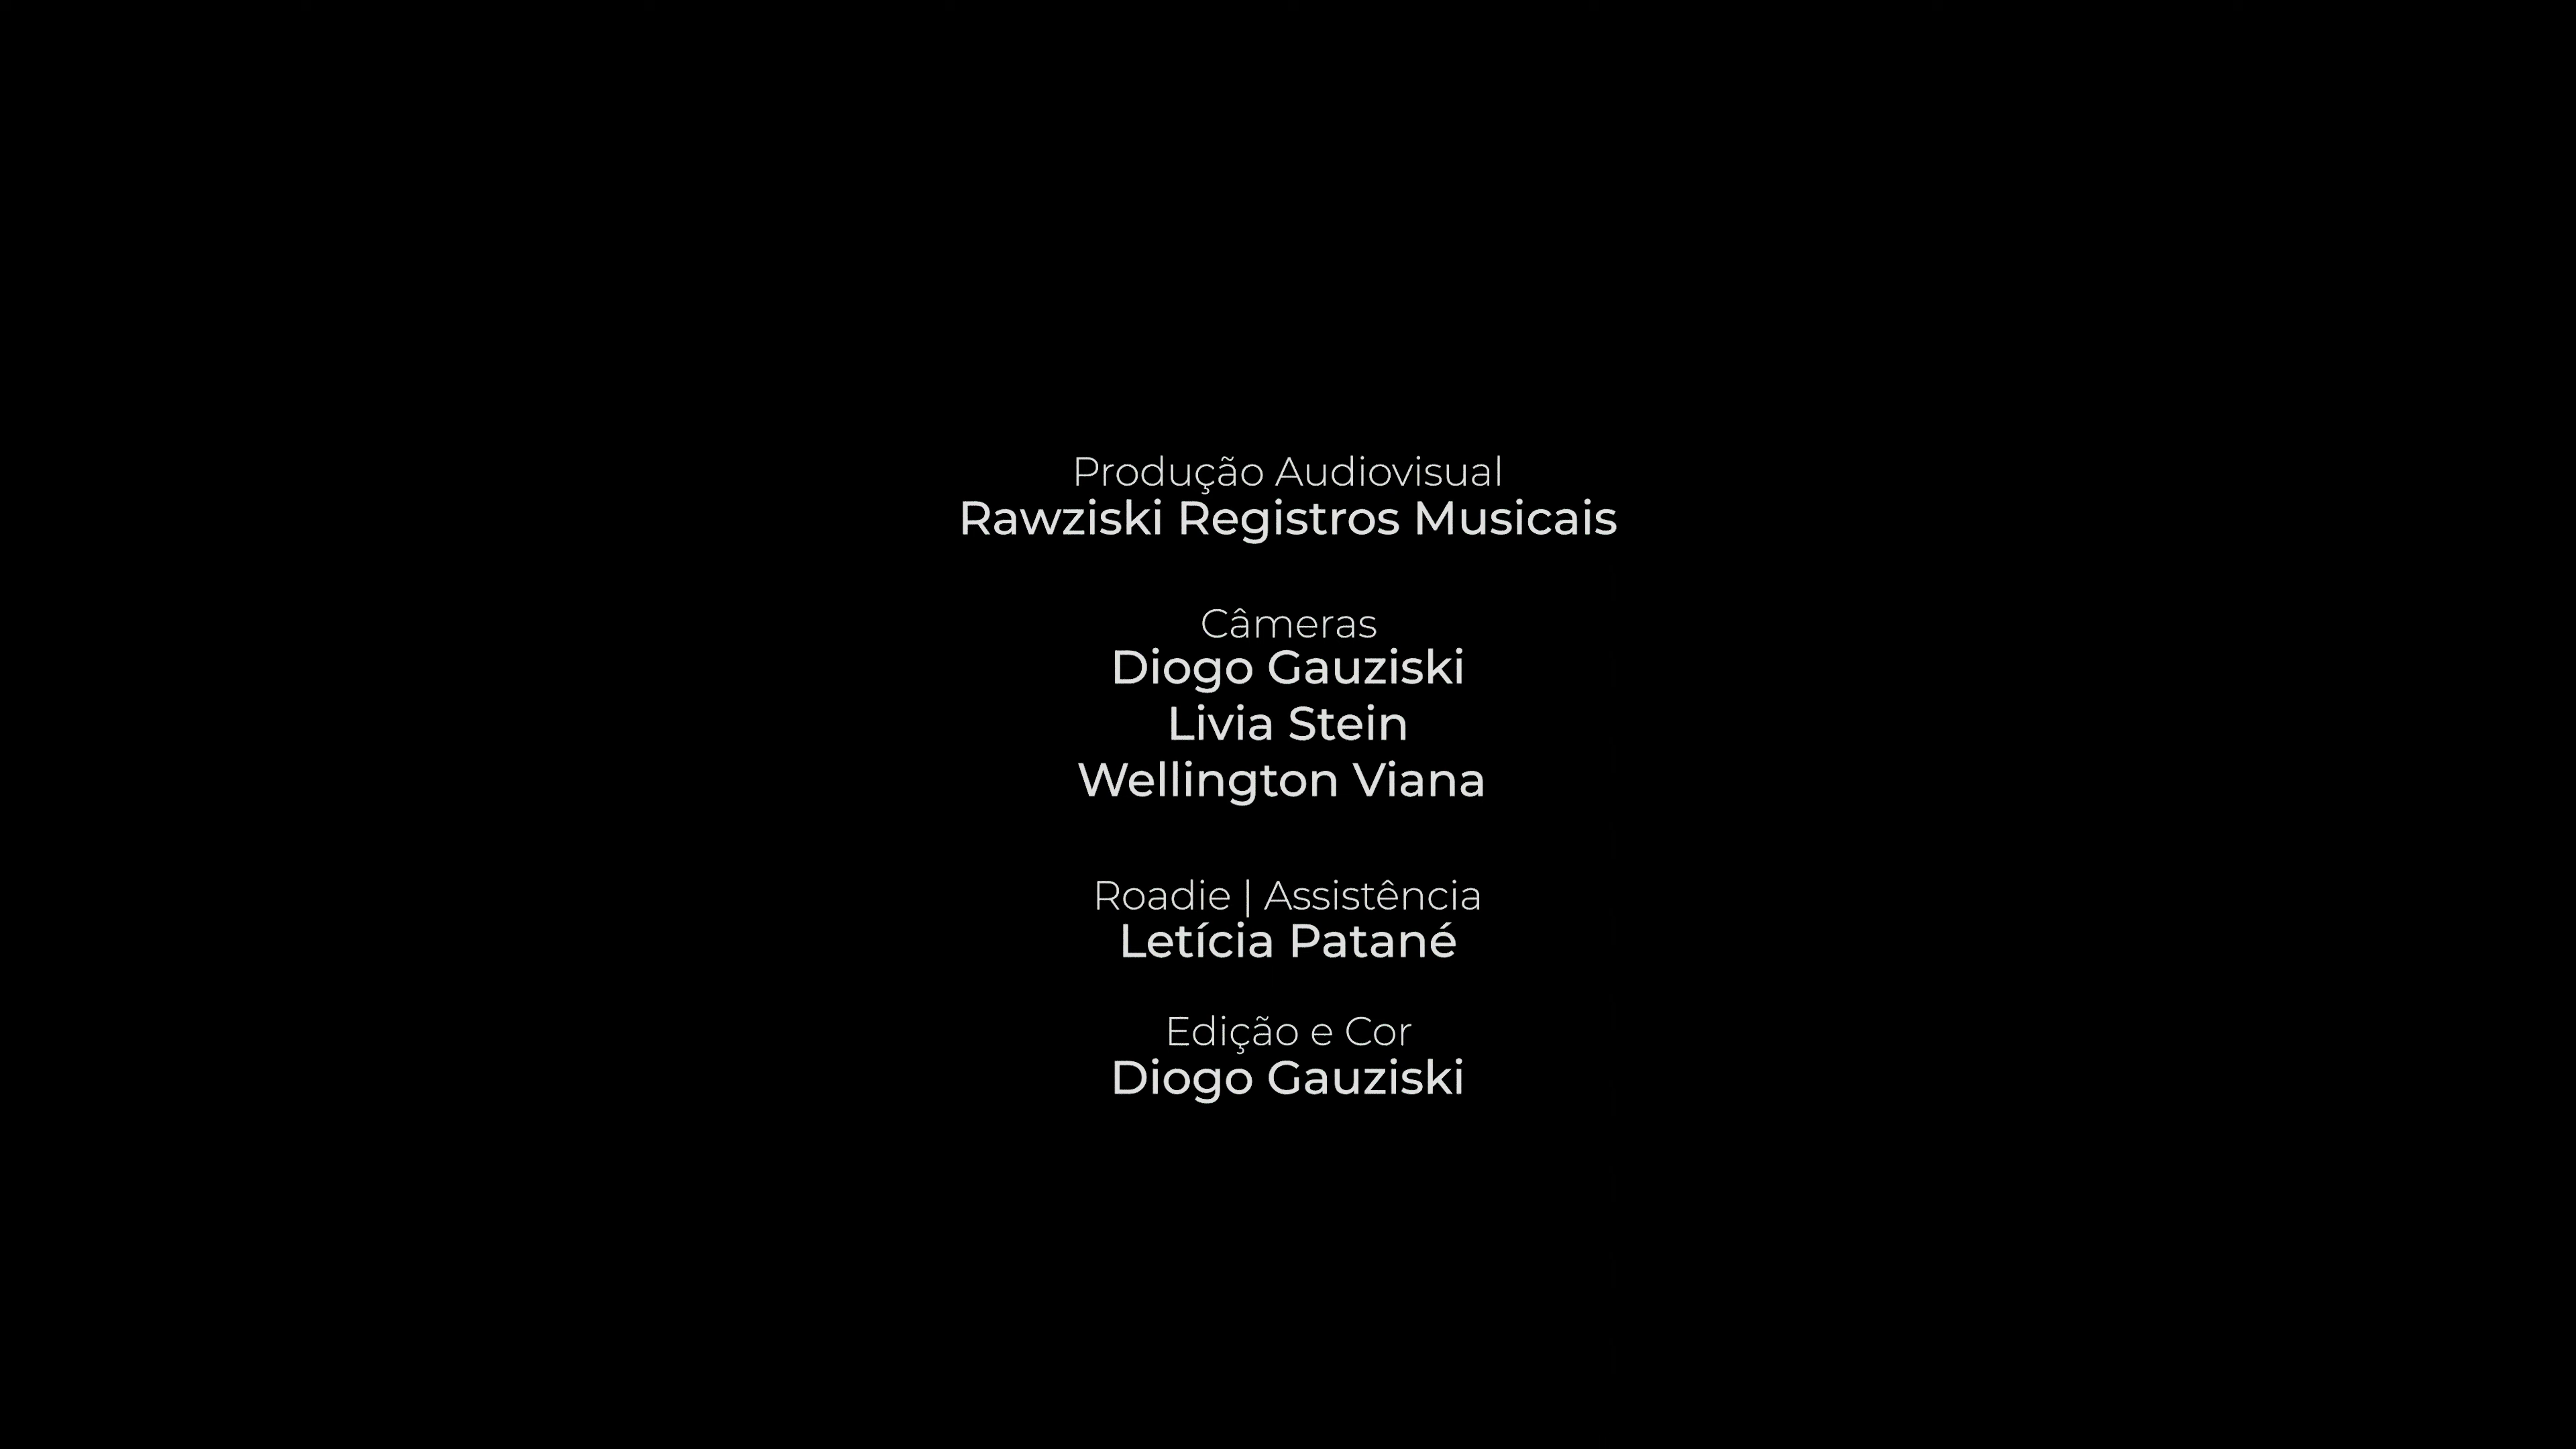 Produção Audiovisual
Rawziski Registros Musicais
Câmeras
Diogo Gauziski
Livia Stein
Wellington Viana
Roadie | Assistência
Letícia Patané
Edição e Cor
Diogo Gauziski